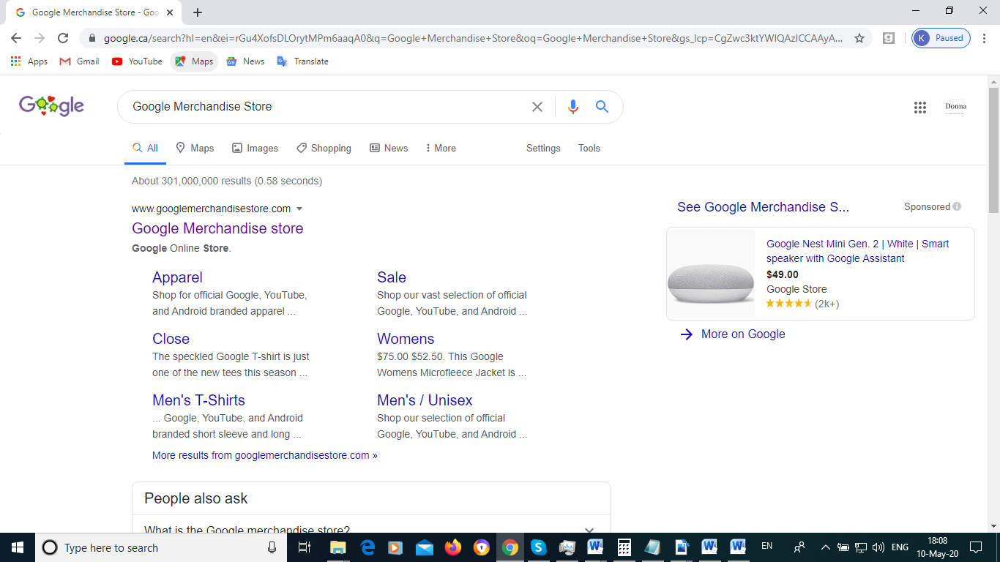 Google Merchandise Store - Goo
google.ca/search?hl=en&ei=rGu4XofsDLOrytMPm6aaqA0&q=Google+Merchandise+Store&oq=Google+Merchandise+Store&gs_lcp=CgZwc3ktYWIQAzICCAAyA...
K Paused
Apps Gmail YouTube Maps News Translate
Google
Google Merchandise Store
Donna
All Maps Images Shopping News More Settings Tools
About 301,000,000 results (0.58 seconds)
www.googlemerchandisestore.com
Google Merchandise store
Google Online Store.
Apparel
Shop for official Google, YouTube,
and Android branded apparel ...
Sale
Shop our vast selection of official
Google, YouTube, and Android ...
Close
The speckled Google T-shirt is just
one of the new tees this season ...
Womens
$75.00 $52.50. This Google
Womens Microfleece Jacket is ...
Men's T-Shirts
... Google, YouTube, and Android
branded short sleeve and long ...
Men's / Unisex
Shop our selection of official
Google, YouTube, and Android ...
More results from googlemerchandisestore.com »
See Google Merchandise S... Sponsored
Google Nest Mini Gen. 2 | White | Smart
speaker with Google Assistant
$49.00
Google Store
(2k+)
More on Google
People also ask
What is the Google merchandise store?
Type here to search
EN
ENG
18:08
10-May-20